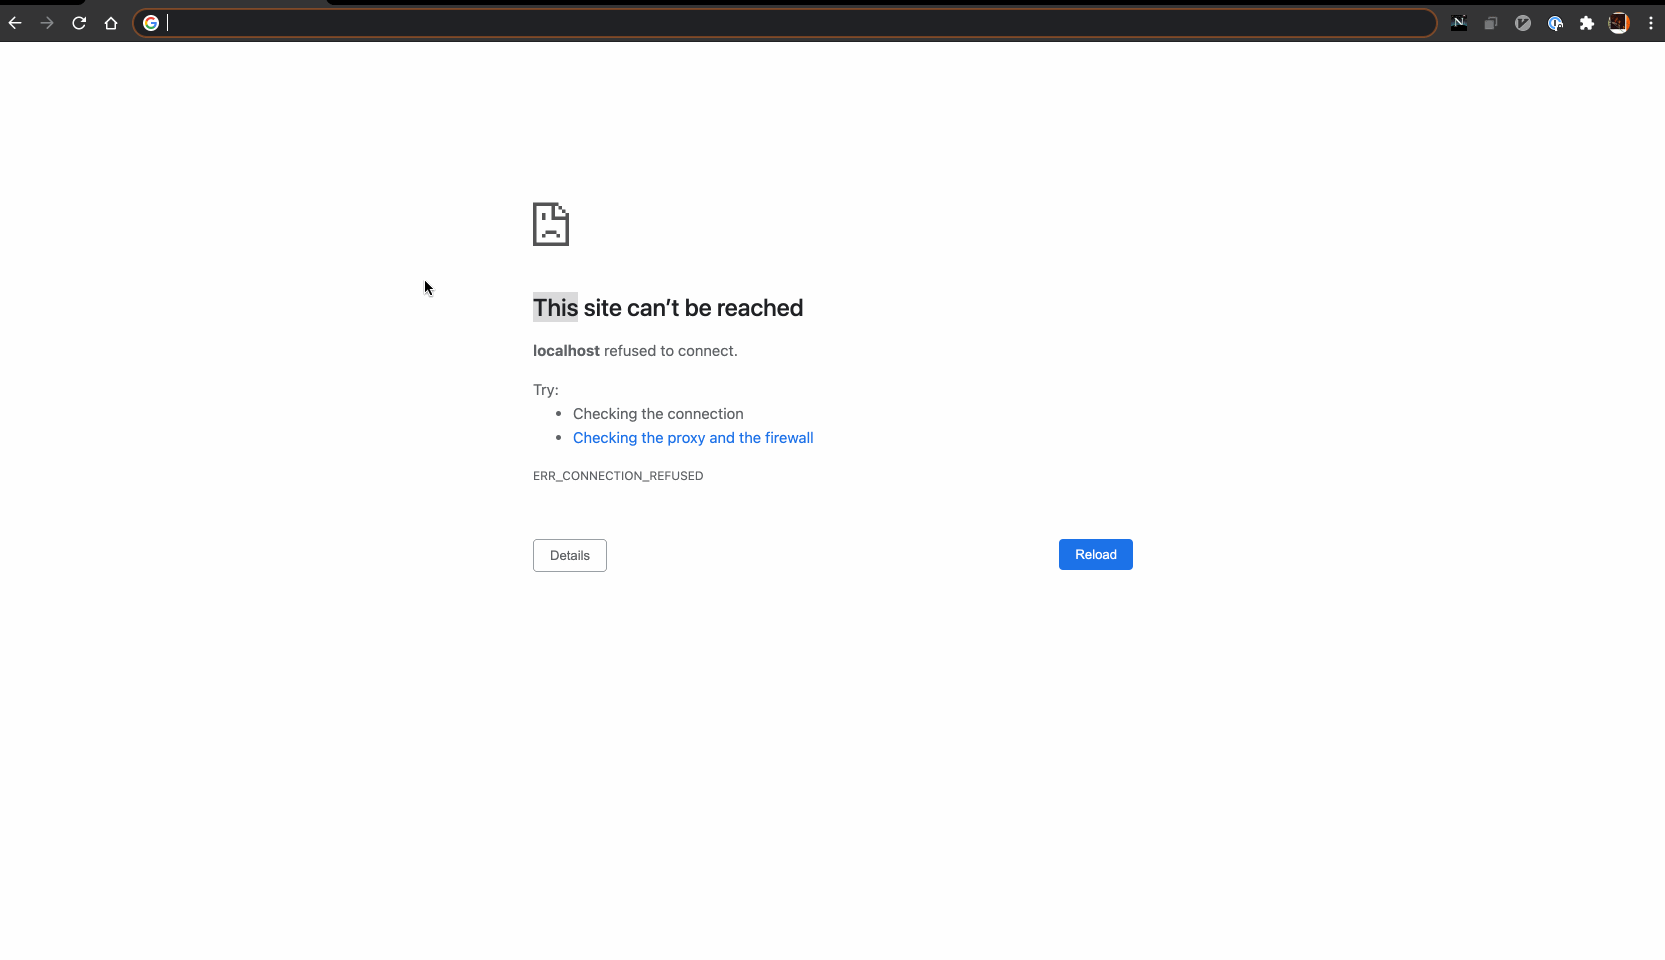 This site can’t be reached
localhost refused to connect.
Try:
• Checking the connection
• Checking the proxy and the firewall
ERR_CONNECTION_REFUSED
Details
Reload